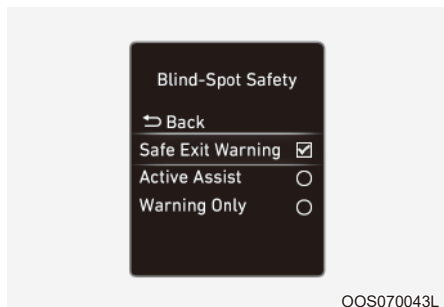 Blind-Spot Safety
Back
Safe Exit Warning
Active Assist
Warning Only
OOS070043L